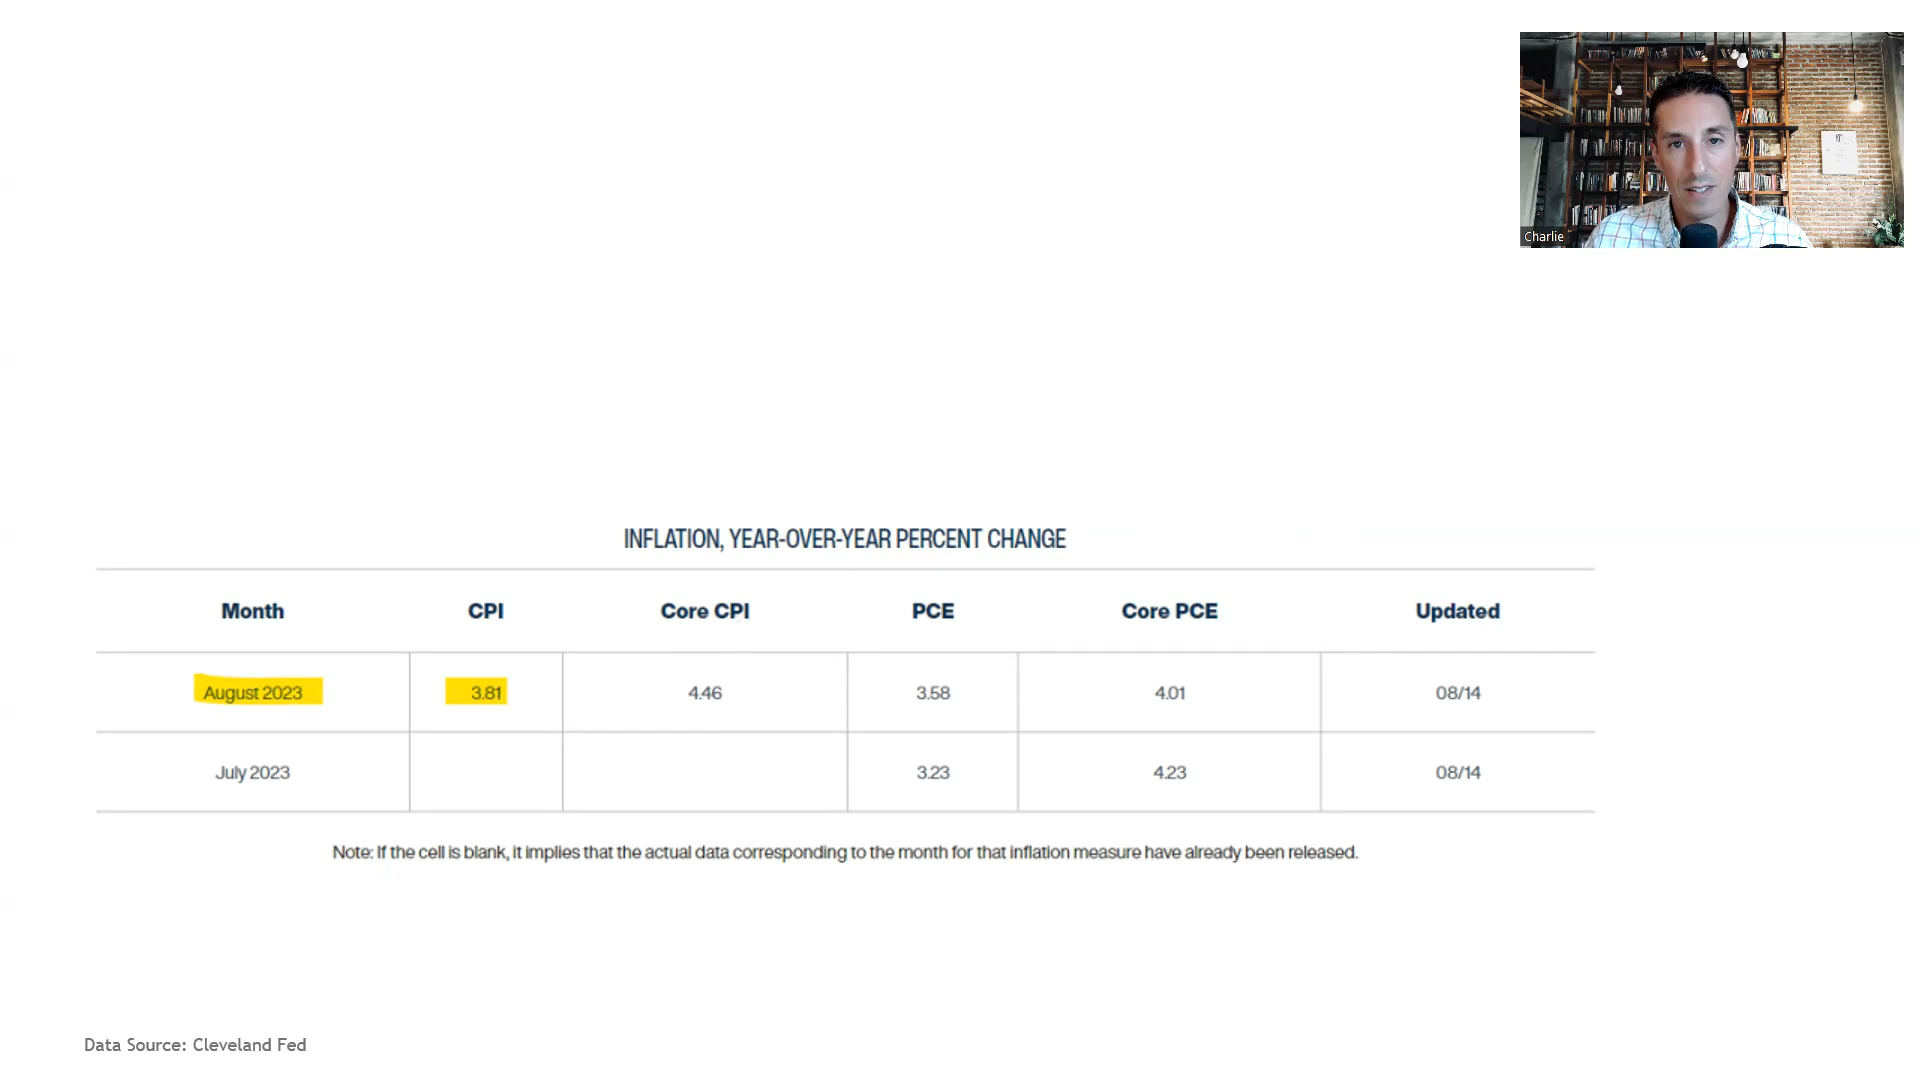 Charlie
INFLATION, YEAR-OVER-YEAR PERCENT CHANGE
Month CPI Core CPI PCE Core PCE Updated
August 2023 3.81 4.46 3.58 4.01 08/14
July 2023 3.23 4.23 08/14
Note: If the cell is blank, it implies that the actual data corresponding to the month for that inflation measure have already been released.
Data Source: Cleveland Fed